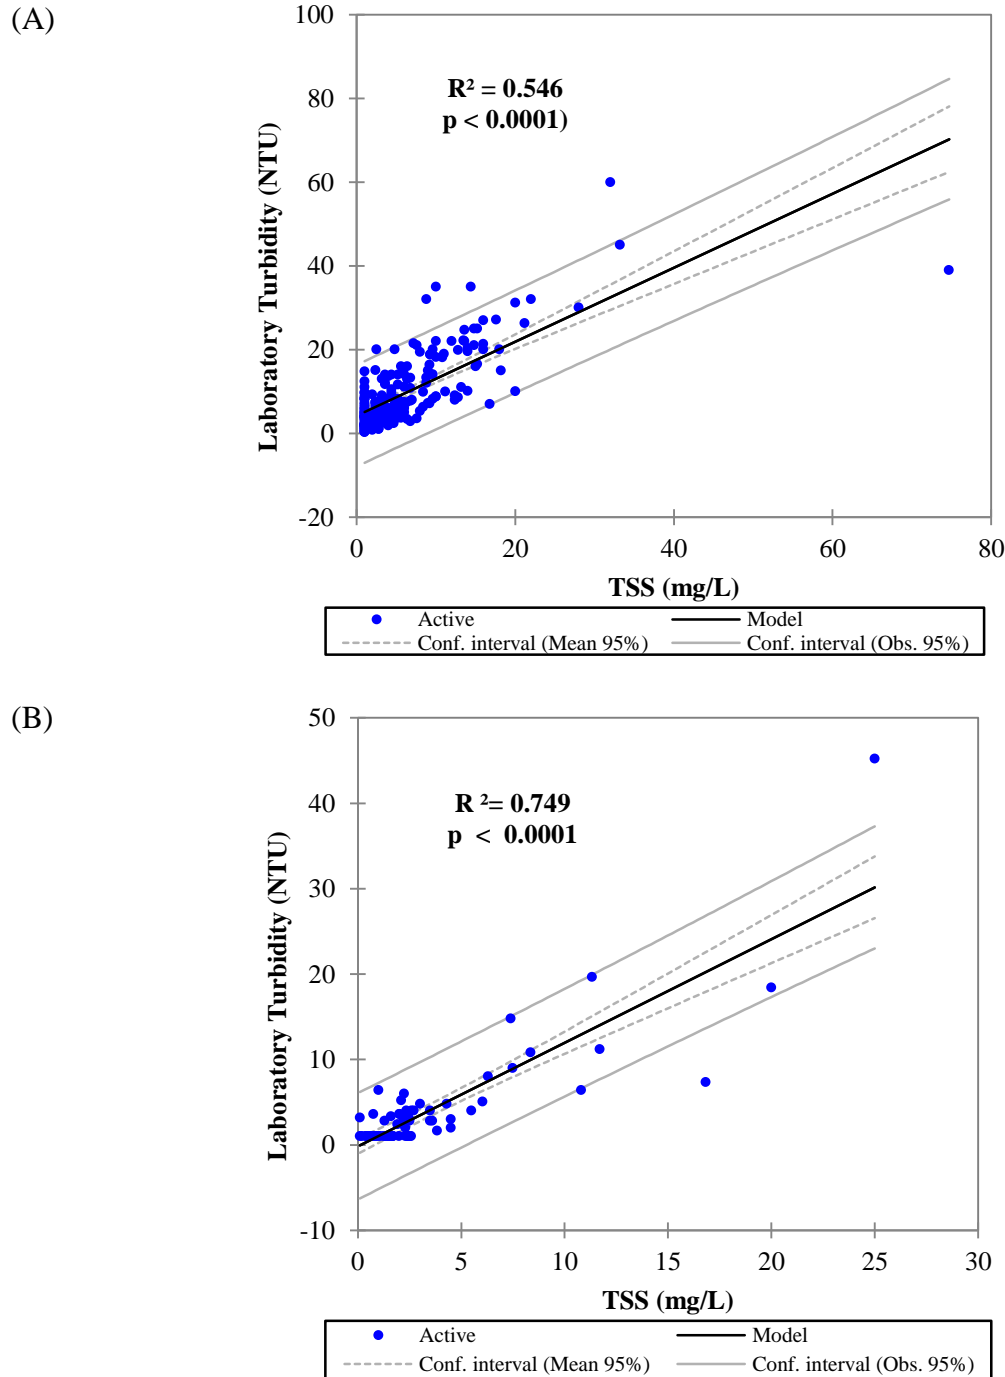 (A)
100
80
60
40
20
0
-20
Laboratory Turbidity (NTU)
R² = 0.546
p < 0.0001)
0 20 40 60 80
TSS (mg/L)
Active Model
Conf. interval (Mean 95%) Conf. interval (Obs. 95%)
(B)
50
40
30
20
10
0
-10
Laboratory Turbidity (NTU)
R ²= 0.749
p < 0.0001
0 5 10 15 20 25 30
TSS (mg/L)
Active Model
Conf. interval (Mean 95%) Conf. interval (Obs. 95%)